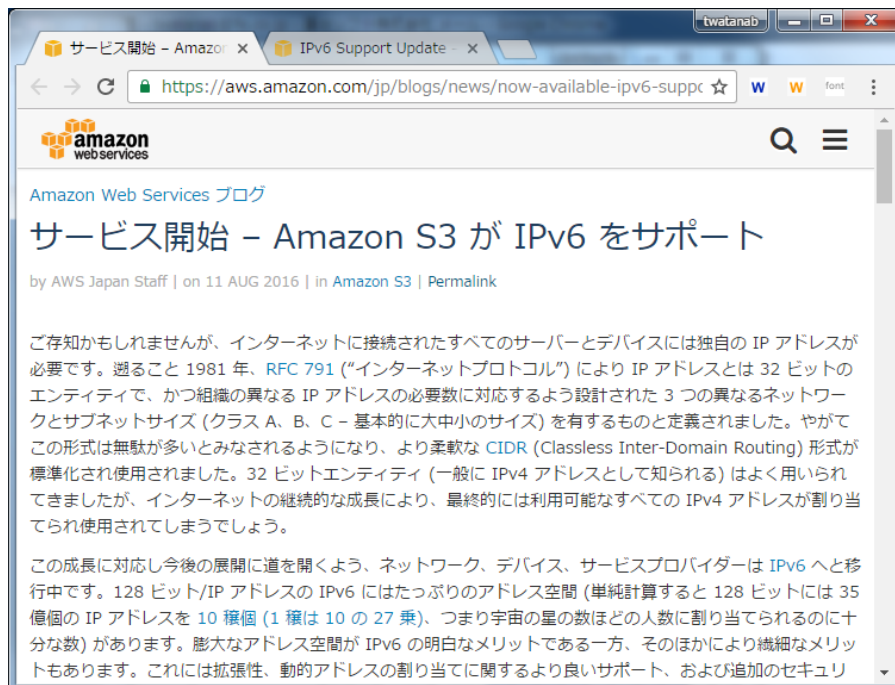 twatanab
サービス開始 – Amazon
IPv6 Support Update -
https://aws.amazon.com/jp/blogs/news/now-available-ipv6-suppo
W W font
amazon
webservices
Amazon Web Services ブログ
サービス開始 – Amazon S3 が IPv6 をサポート
by AWS Japan Staff | on 11 AUG 2016 | in Amazon S3 | Permalink
ご存知かもしれませんが、インターネットに接続されたすべてのサーバーとデバイスには独自の IP アドレスが
必要です。遡ること 1981 年、RFC 791 (“インターネットプロトコル”) により IP アドレスとは 32 ビットの
エンティティで、かつ組織の異なる IP アドレスの必要数に対応するよう設計された 3 つの異なるネットワー
クとサブネットサイズ (クラス A、B、C – 基本的に大中小のサイズ) を有するものと定義されました。やがて
この形式は無駄が多いとみなされるようになり、より柔軟な CIDR (Classless Inter-Domain Routing) 形式が
標準化され使用されました。32 ビットエンティティ (一般に IPv4 アドレスとして知られる) はよく用いられ
てきましたが、インターネットの継続的な成長により、最終的には利用可能なすべての IPv4 アドレスが割り当
てられ使用されてしまうでしょう。
この成長に対応し今後の展開に道を開くよう、ネットワーク、デバイス、サービスプロバイダーは IPv6 へと移
行中です。128 ビット/IP アドレスの IPv6 にはたっぷりのアドレス空間 (単純計算すると 128 ビットには 35
億個の IP アドレスを 10 穣個 (1 穣は 10 の 27 乗)、つまり宇宙の星の数ほどの人数に割り当てられるのに十
分な数) があります。膨大なアドレス空間が IPv6 の明白なメリットである一方、そのほかにより繊細なメリッ
トもあります。これには拡張性、動的アドレスの割り当てに関するより良いサポート、および追加のセキュリ